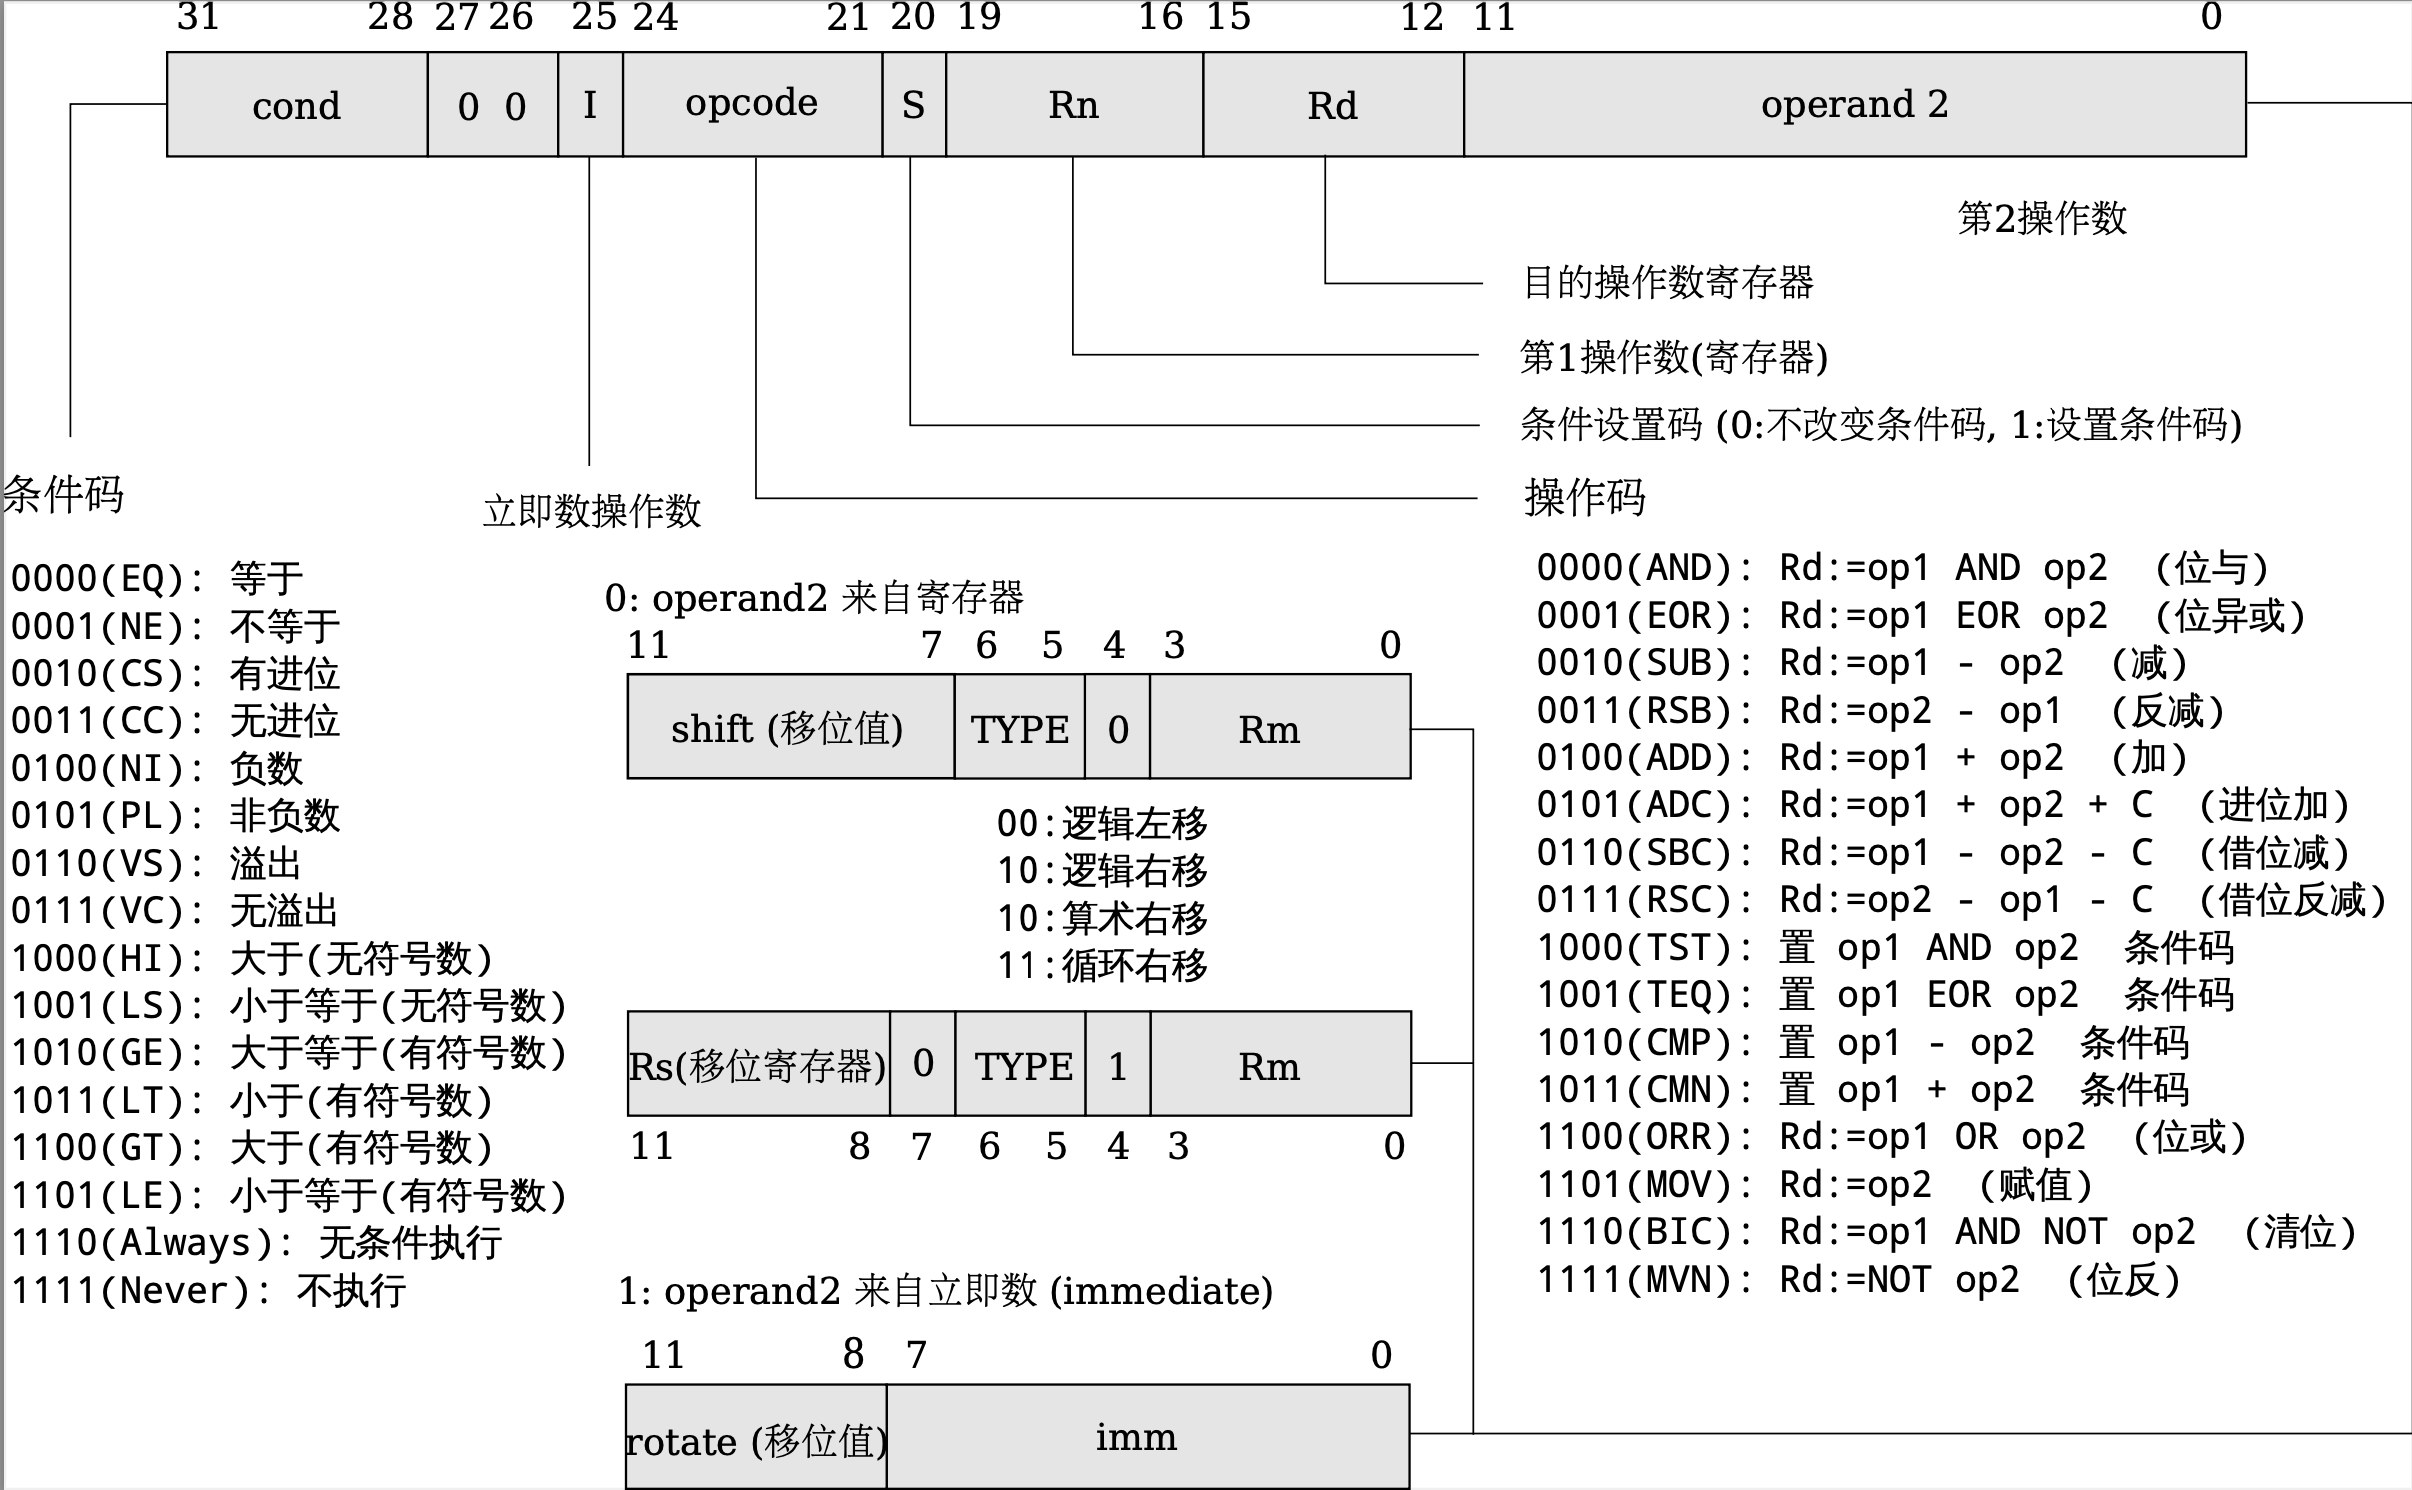 31 28 27 26 25 24 21 20 19 16 15 12 11 0
cond 0 0 I opcode S Rn Rd operand 2
第2操作数
目的操作数寄存器
第1操作数(寄存器)
条件设置码 (0:不改变条件码, 1:设置条件码)
操作码
条件码
立即数操作数
0000(EQ): 等于
0001(NE): 不等于
0010(CS): 有进位
0011(CC): 无进位
0100(NI): 负数
0101(PL): 非负数
0110(VS): 溢出
0111(VC): 无溢出
1000(HI): 大于(无符号数)
1001(LS): 小于等于(无符号数)
1010(GE): 大于等于(有符号数)
1011(LT): 小于(有符号数)
1100(GT): 大于(有符号数)
1101(LE): 小于等于(有符号数)
1110(Always): 无条件执行
1111(Never): 不执行
0: operand2 来自寄存器
11 7 6 5 4 3 0
shift (移位值) TYPE 0 Rm
00:逻辑左移
10:逻辑右移
10:算术右移
11:循环右移
Rs(移位寄存器) 0 TYPE 1 Rm
11 8 7 6 5 4 3 0
1: operand2 来自立即数 (immediate)
11 8 7 0
rotate (移位值) imm
0000(AND): Rd:=op1 AND op2 (位与)
0001(EOR): Rd:=op1 EOR op2 (位异或)
0010(SUB): Rd:=op1 - op2 (减)
0011(RSB): Rd:=op2 - op1 (反减)
0100(ADD): Rd:=op1 + op2 (加)
0101(ADC): Rd:=op1 + op2 + C (进位加)
0110(SBC): Rd:=op1 - op2 - C (借位减)
0111(RSC): Rd:=op2 - op1 - C (借位反减)
1000(TST): 置 op1 AND op2 条件码
1001(TEQ): 置 op1 EOR op2 条件码
1010(CMP): 置 op1 - op2 条件码
1011(CMN): 置 op1 + op2 条件码
1100(ORR): Rd:=op1 OR op2 (位或)
1101(MOV): Rd:=op2 (赋值)
1110(BIC): Rd:=op1 AND NOT op2 (清位)
1111(MVN): Rd:=NOT op2 (位反)